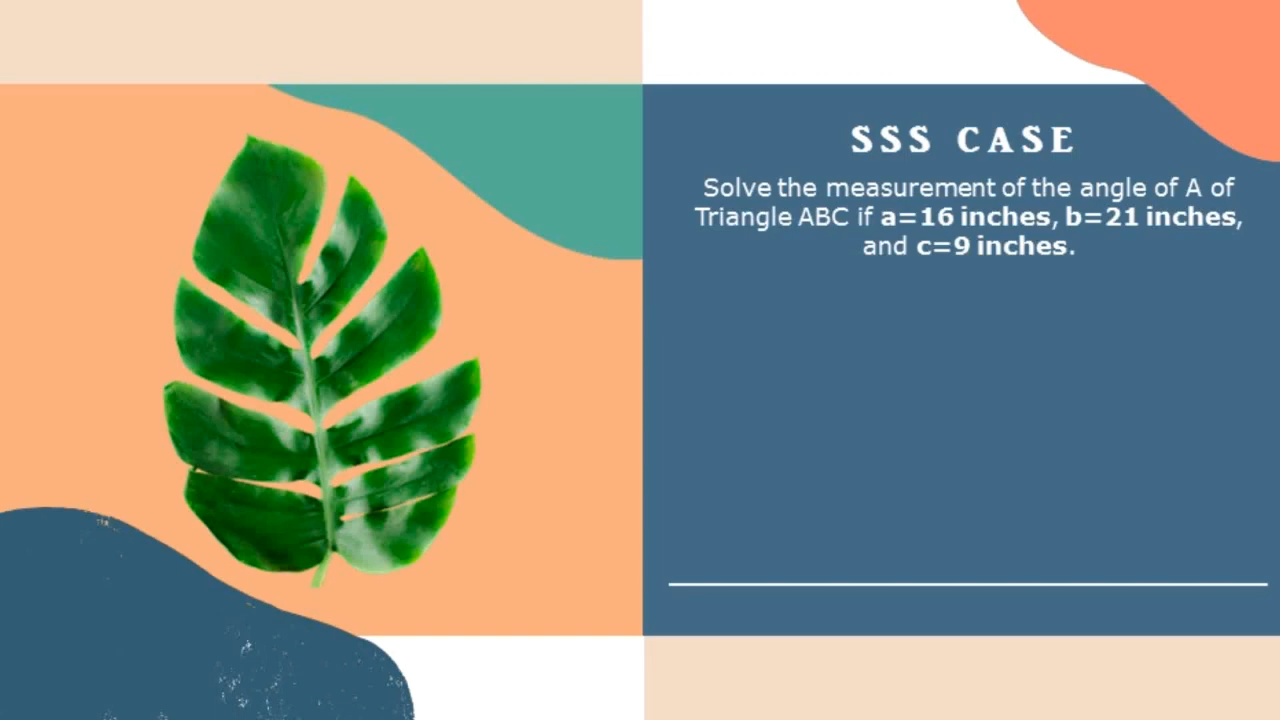 SSS CASE
Solve the measurement of the angle of A of
Triangle ABC if a=16 inches, b=21 inches,
and c=9 inches.